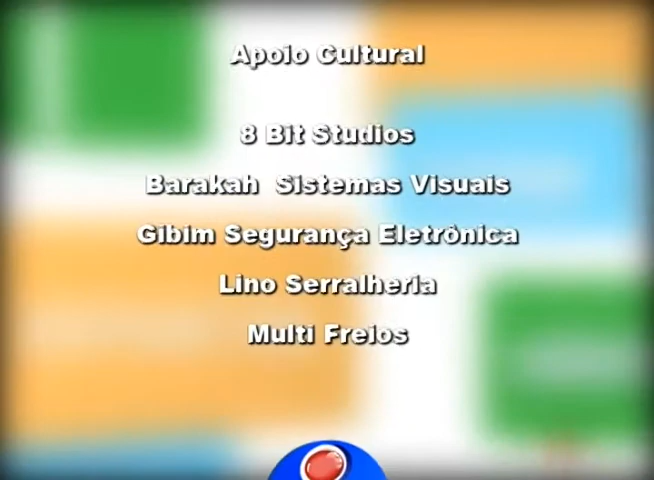 Apoio Cultural
8 Bit Studios
Barakah Sistemas Visuais
Gibim Segurança Eletrônica
Lino Serralheria
Multi Freios